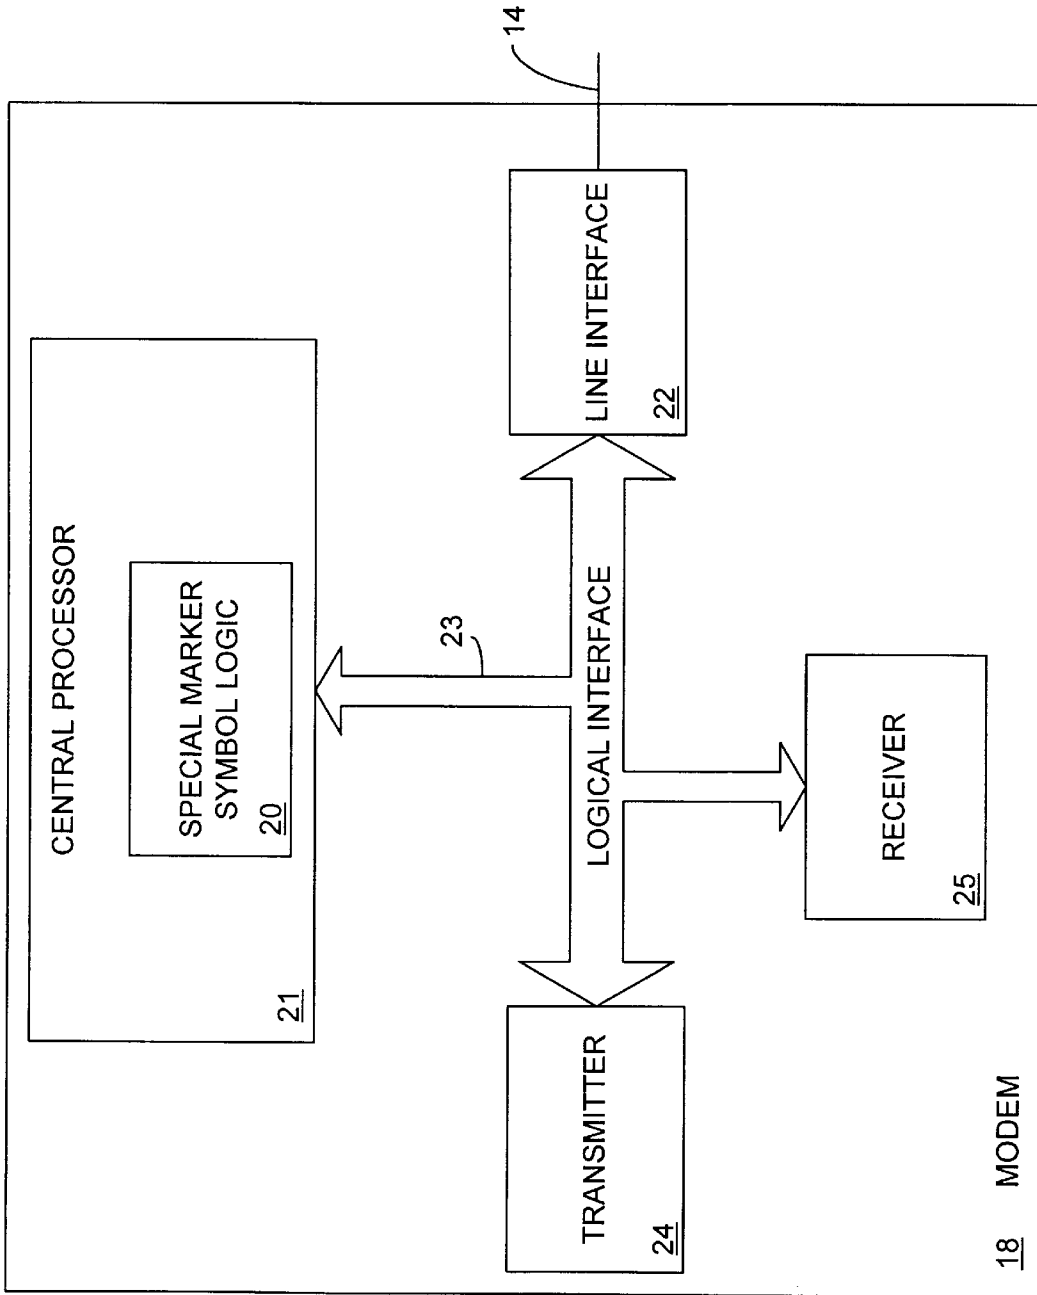 CENTRAL PROCESSOR
SPECIAL MARKER
SYMBOL LOGIC
20
21
23
14
TRANSMITTER
24
LOGICAL INTERFACE
LINE INTERFACE
22
RECEIVER
25
18 MODEM